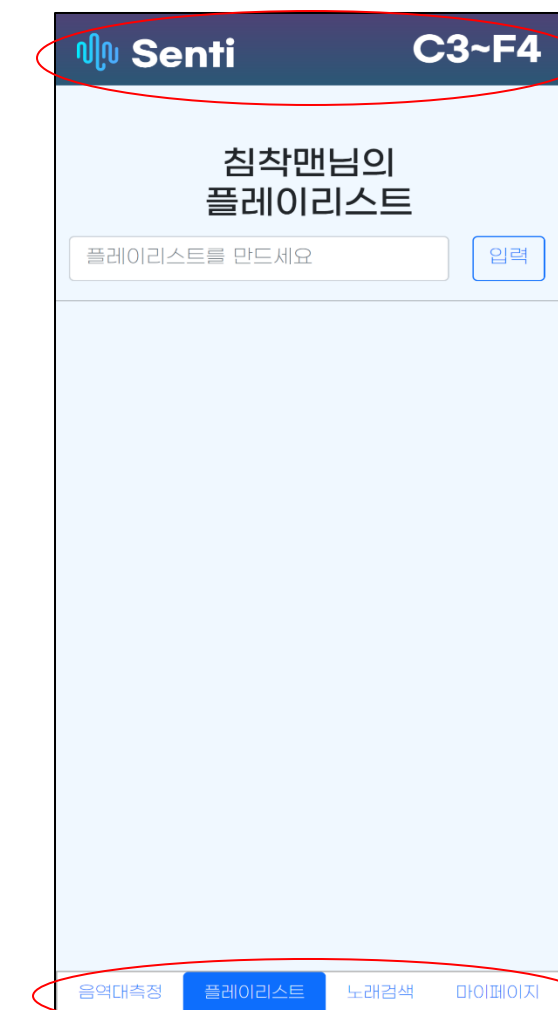 Senti C3~F4
침착맨님의
플레이리스트
플레이리스트를 만드세요 입력
음역대측정 플레이리스트 노래검색 마이페이지